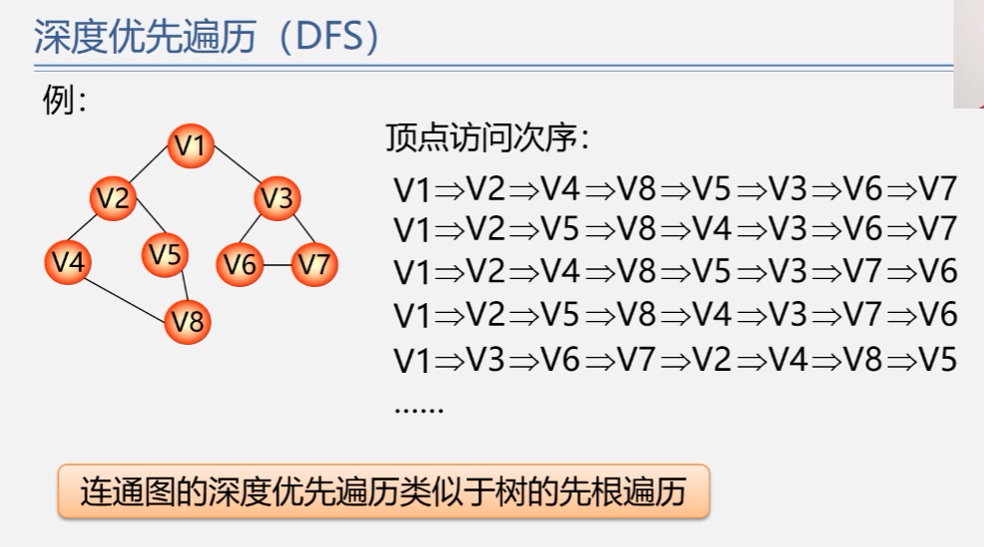 深度优先遍历（DFS）
例：
V1
V2
V3
V4
V5
V6
V7
V8
顶点访问次序：
V1⇒V2⇒V4⇒V8⇒V5⇒V3⇒V6⇒V7
V1⇒V2⇒V5⇒V8⇒V4⇒V3⇒V6⇒V7
V1⇒V2⇒V4⇒V8⇒V5⇒V3⇒V7⇒V6
V1⇒V2⇒V5⇒V8⇒V4⇒V3⇒V7⇒V6
V1⇒V3⇒V6⇒V7⇒V2⇒V4⇒V8⇒V5
……
连通图的深度优先遍历类似于树的先根遍历